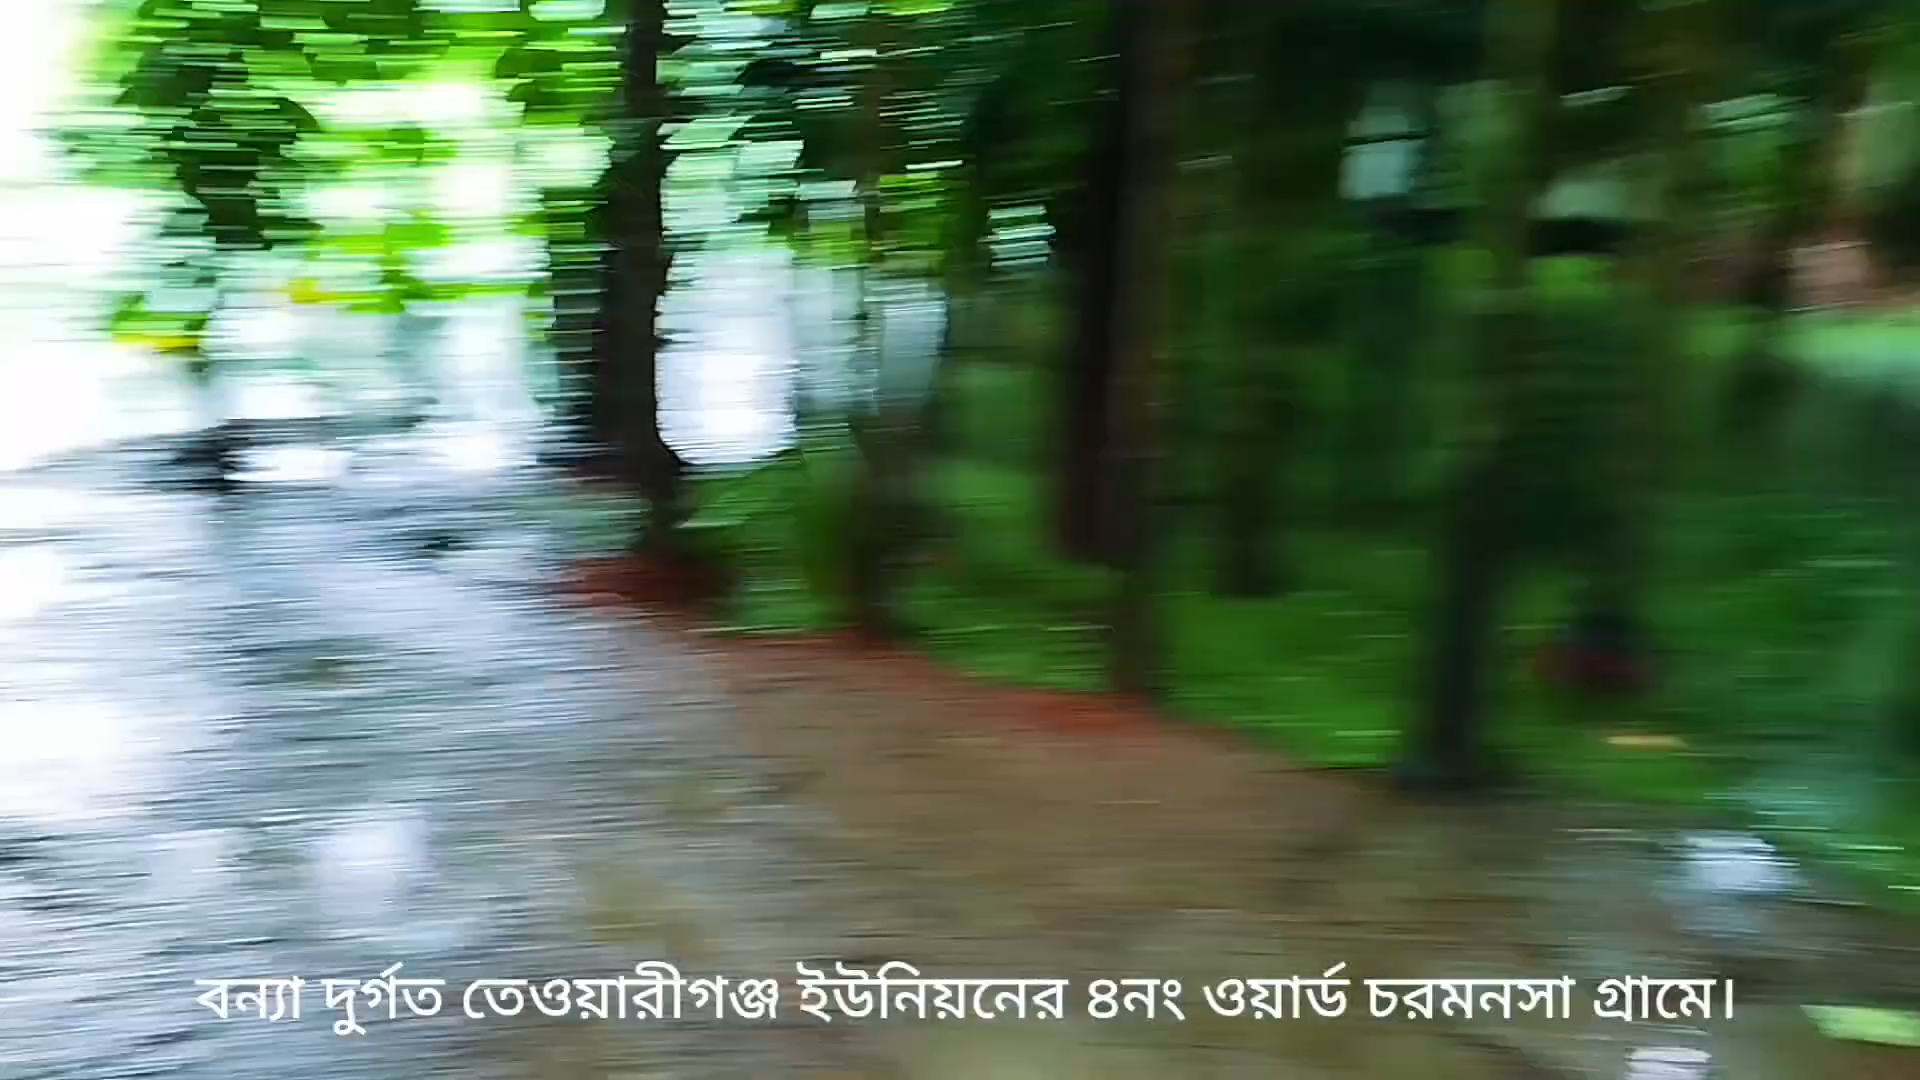 বন্যা দুর্গত তেওয়ারীগঞ্জ ইউনিয়নের ৪নং ওয়ার্ড চরমনসা গ্রামে।